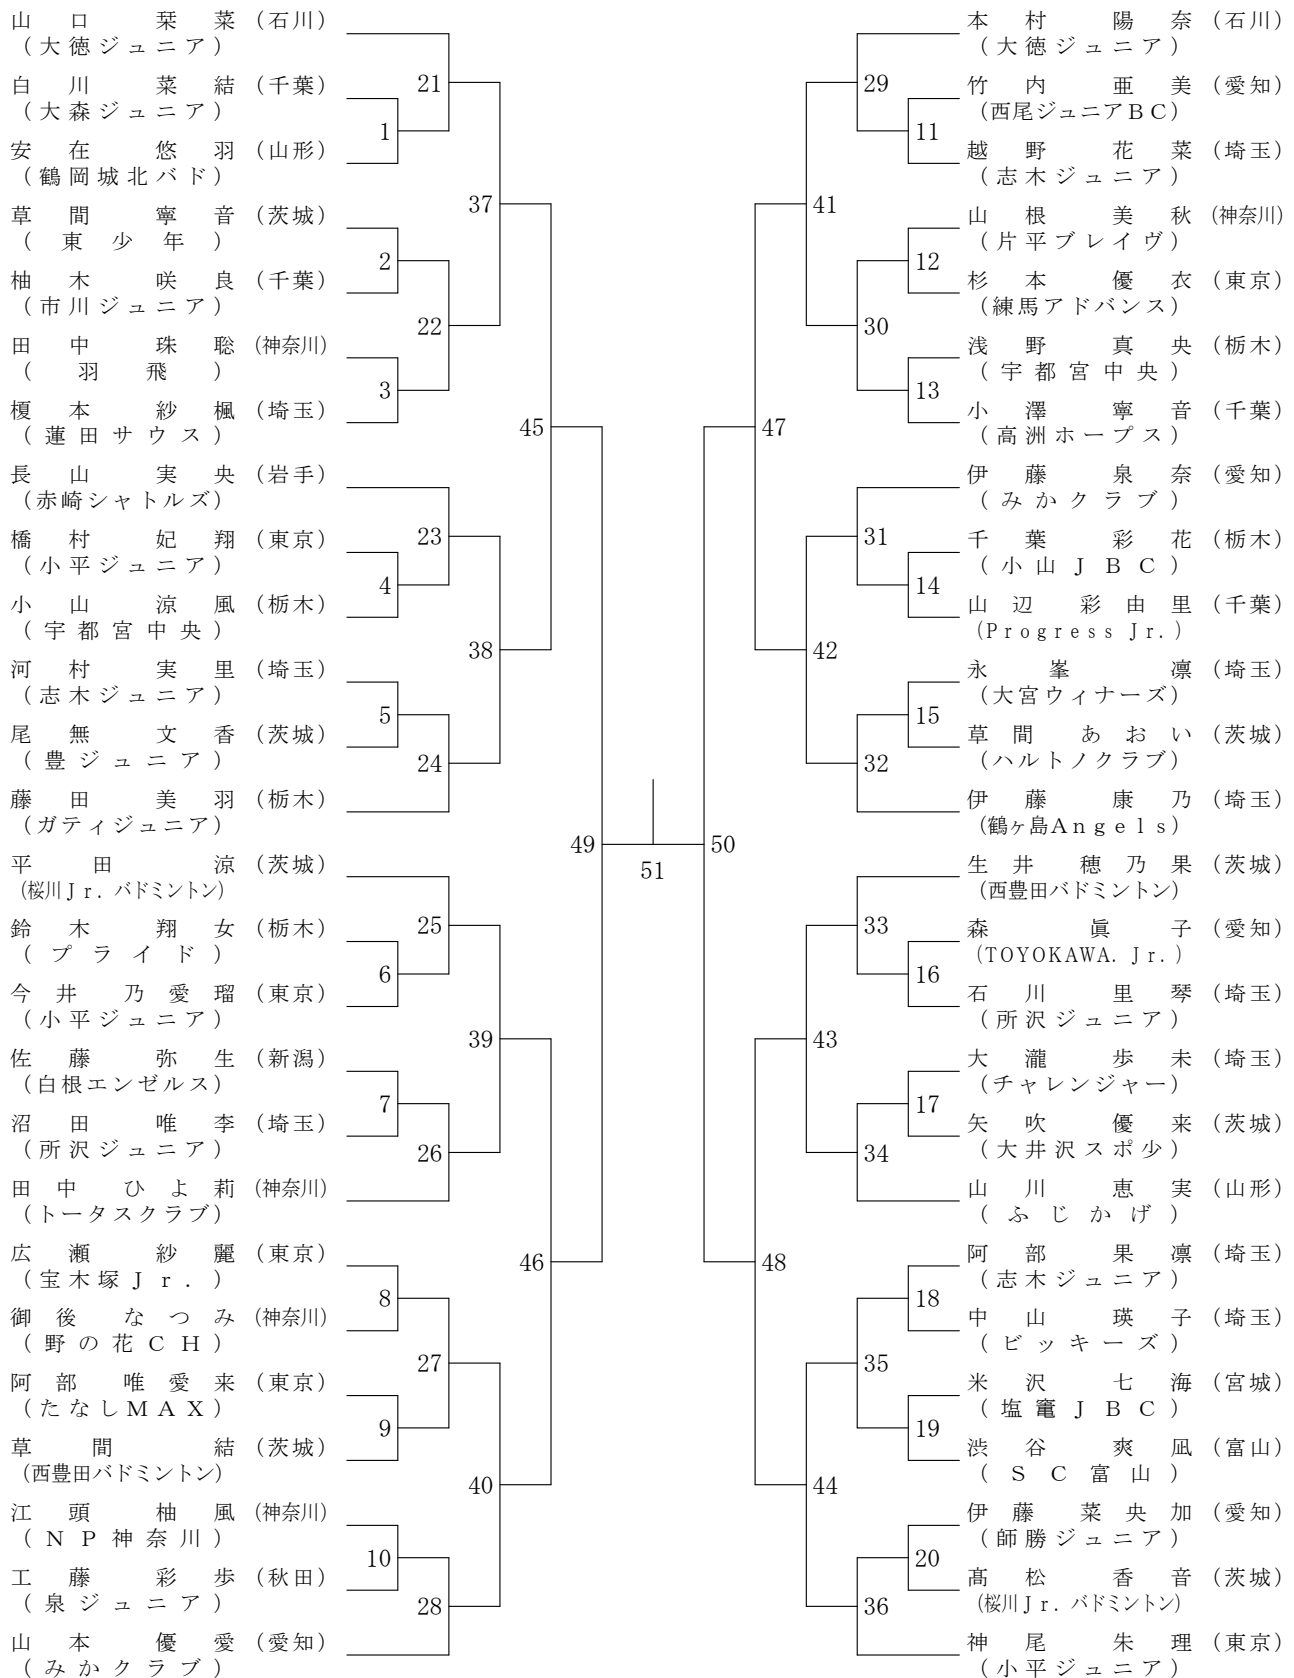 山口 栞菜 (石川)
(大徳ジュニア)
白川 菜結 (千葉)
(大森ジュニア)
安在 悠羽 (山形)
(鶴岡城北バド)
草間 寧音 (茨城)
(東少年)
柚木 咲良 (千葉)
(市川ジュニア)
田中 珠聡 (神奈川)
(羽飛)
榎本 紗楓 (埼玉)
(蓮田サウス)
長山 実央 (岩手)
(赤崎シャトルズ)
橋村 妃翔 (東京)
(小平ジュニア)
小山 涼風 (栃木)
(宇都宮中央)
河村 実里 (埼玉)
(志木ジュニア)
尾無 文香 (茨城)
(豊ジュニア)
藤田 美羽 (栃木)
(ガティジュニア)
平田 涼 (茨城)
(桜川Jr.バドミントン)
鈴木 翔女 (栃木)
(プライド)
今井 乃愛瑠 (東京)
(小平ジュニア)
佐藤 弥生 (新潟)
(白根エンゼルス)
沼田 唯李 (埼玉)
(所沢ジュニア)
田中 ひよ莉 (神奈川)
(トータスクラブ)
広瀬 紗麗 (東京)
(宝木塚Jr.)
御後 なつみ (神奈川)
(野の花CH)
阿部 唯愛来 (東京)
(たなしMAX)
草間 結 (茨城)
(西豊田バドミントン)
江頭 柚風 (神奈川)
(NP神奈川)
工藤 彩歩 (秋田)
(泉ジュニア)
山本 優愛 (愛知)
(みかクラブ)
1
2
3
4
5
6
7
8
9
10
21
22
23
24
25
26
27
28
37
38
39
40
45
46
49
51
50
47
48
41
42
43
44
29
30
31
32
33
34
35
36
11
12
13
14
15
16
17
18
19
20
本村 陽奈 (石川)
(大徳ジュニア)
竹内 亜美 (愛知)
(西尾ジュニアBC)
越野 花菜 (埼玉)
(志木ジュニア)
山根 美秋 (神奈川)
(片平ブレイヴ)
杉本 優衣 (東京)
(練馬アドバンス)
浅野 真央 (栃木)
(宇都宮中央)
小澤 寧音 (千葉)
(高洲ホープス)
伊藤 泉奈 (愛知)
(みかクラブ)
千葉 彩花 (栃木)
(小山JBC)
山辺 彩由里 (千葉)
(Progress Jr.)
永峯 凛 (埼玉)
(大宮ウィナーズ)
草間 あおい (茨城)
(ハルトノクラブ)
伊藤 康乃 (埼玉)
(鶴ヶ島Angels)
生井 穂乃果 (茨城)
(西豊田バドミントン)
森 眞子 (愛知)
(TOYOKAWA.Jr.)
石川 里琴 (埼玉)
(所沢ジュニア)
大瀧 歩未 (埼玉)
(チャレンジャー)
矢吹 優来 (茨城)
(大井沢スポ少)
山川 恵実 (山形)
(ふじかげ)
阿部 果凛 (埼玉)
(志木ジュニア)
中山 瑛子 (埼玉)
(ビッキーズ)
米沢 七海 (宮城)
(塩竃JBC)
渋谷 爽凪 (富山)
(SC富山)
伊藤 菜央加 (愛知)
(師勝ジュニア)
髙松 香音 (茨城)
(桜川Jr.バドミントン)
神尾 朱理 (東京)
(小平ジュニア)